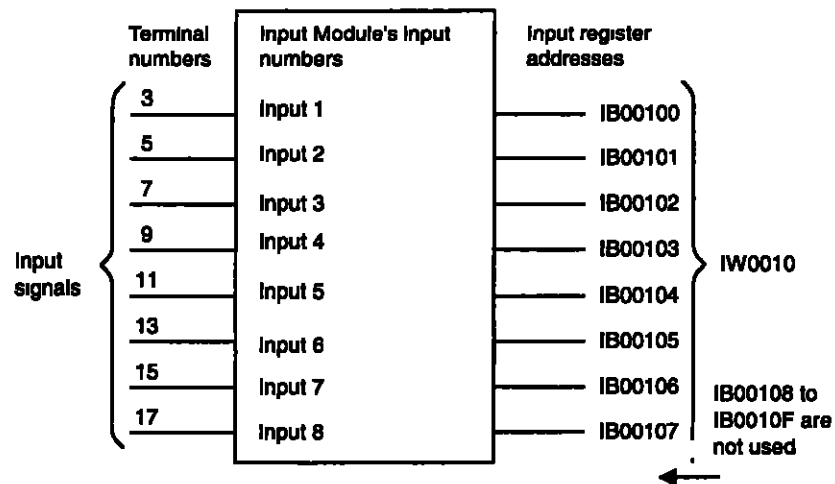 Terminal numbers
Input Module's Input numbers
Input register addresses
3
Input 1
IB00100
5
Input 2
IB00101
7
Input 3
IB00102
9
Input 4
IB00103
Input signals
IW0010
11
Input 5
IB00104
13
Input 6
IB00105
15
Input 7
IB00106
17
Input 8
IB00107
IB00108 to
IB0010F are
not used